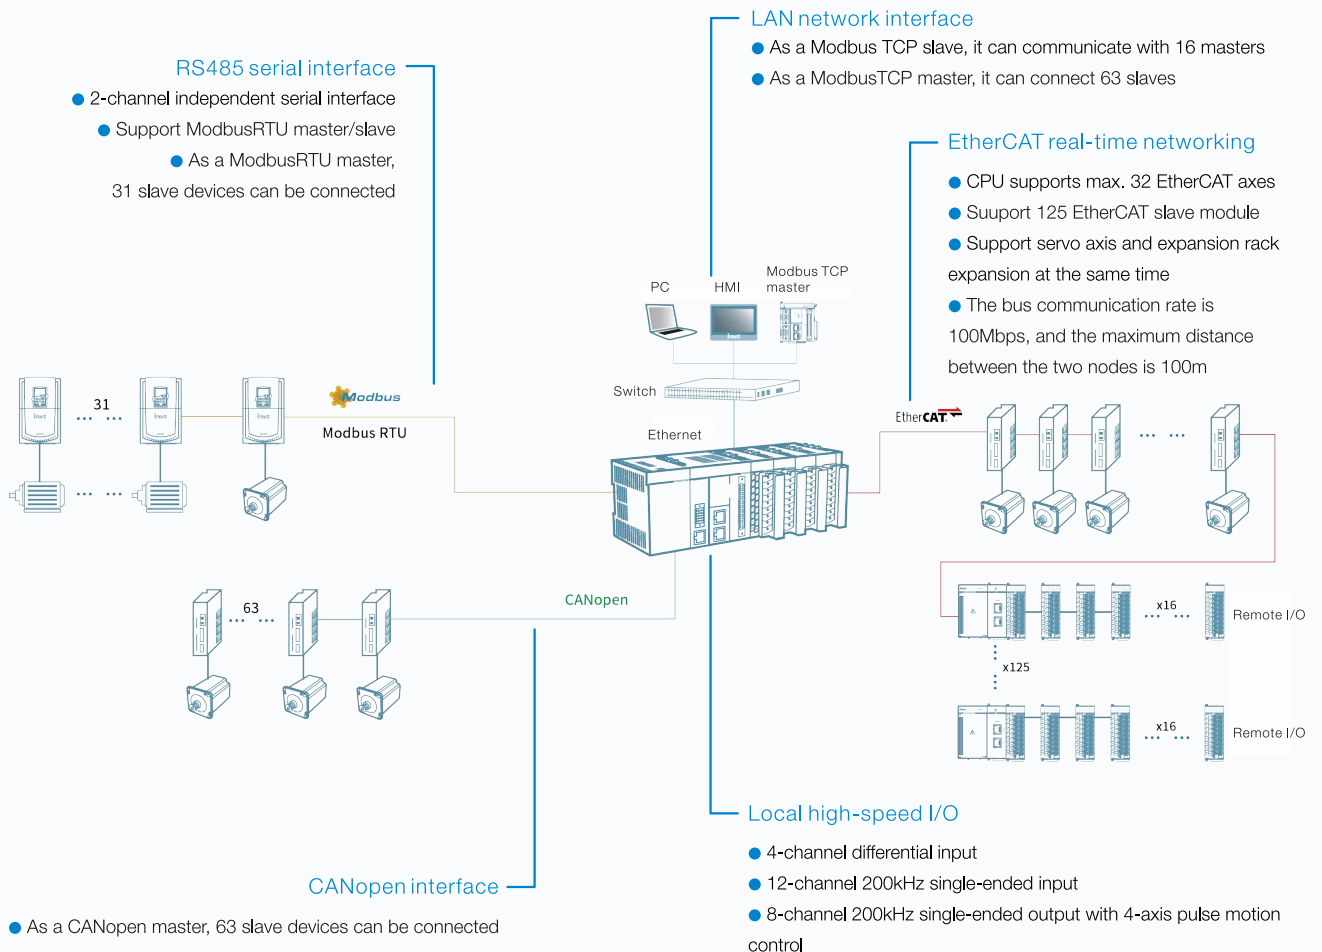 LAN network interface
● As a Modbus TCP slave, it can communicate with 16 masters
● As a ModbusTCP master, it can connect 63 slaves
RS485 serial interface
● 2-channel independent serial interface
● Support ModbusRTU master/slave
● As a ModbusRTU master,
31 slave devices can be connected
EtherCAT real-time networking
● CPU supports max. 32 EtherCAT axes
● Suuport 125 EtherCAT slave module
● Support servo axis and expansion rack
expansion at the same time
● The bus communication rate is
100Mbps, and the maximum distance
between the two nodes is 100m
PC
HMI
Modbus TCP
master
Switch
Ethernet
31
... ...
Modbus
Modbus RTU
... ...
EtherCAT
... ...
63
... ...
CANopen
x16
... ...
Remote I/O
x125
x16
... ...
Remote I/O
Local high-speed I/O
● 4-channel differential input
● 12-channel 200kHz single-ended input
● 8-channel 200kHz single-ended output with 4-axis pulse motion
control
CANopen interface
● As a CANopen master, 63 slave devices can be connected